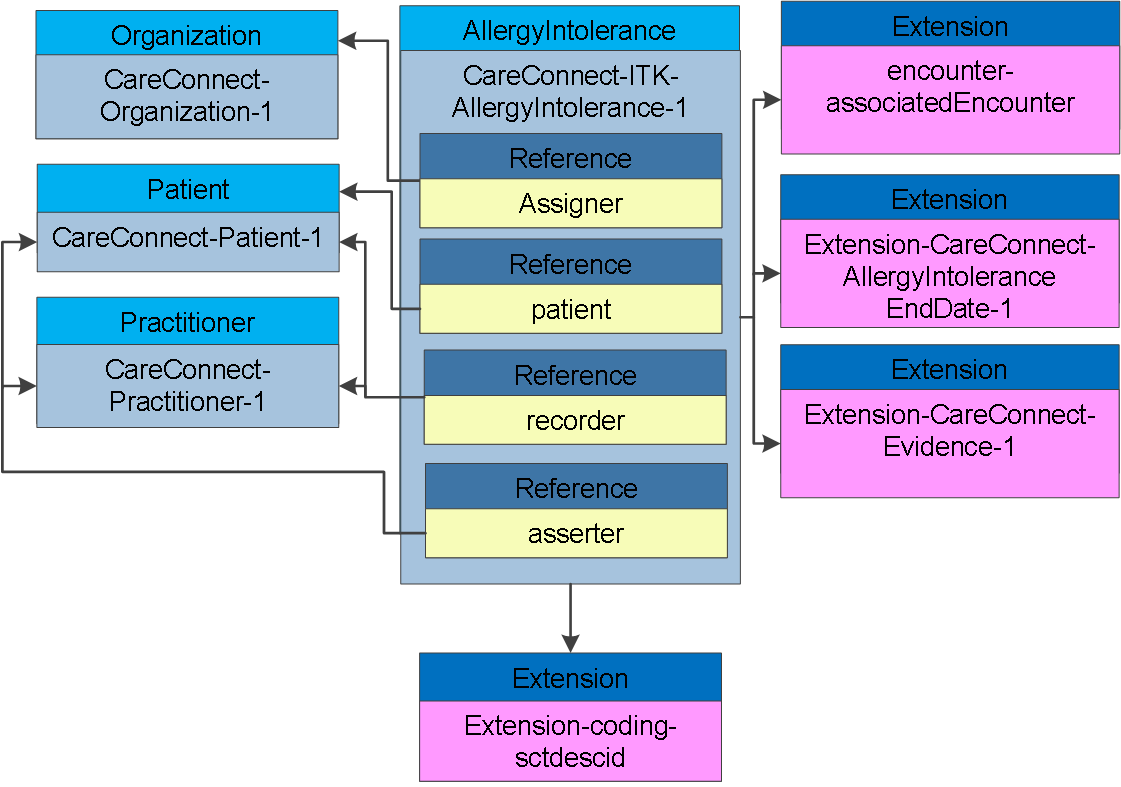 Organization
CareConnect-
Organization-1
Patient
CareConnect-Patient-1
Practitioner
CareConnect-
Practitioner-1
AllergyIntolerance
CareConnect-ITK-
AllergyIntolerance-1
Reference
Assigner
Reference
patient
Reference
recorder
Reference
asserter
Extension
encounter-
associatedEncounter
Extension
Extension-CareConnect-
AllergyIntolerance
EndDate-1
Extension
Extension-CareConnect-
Evidence-1
Extension
Extension-coding-
sctdescid